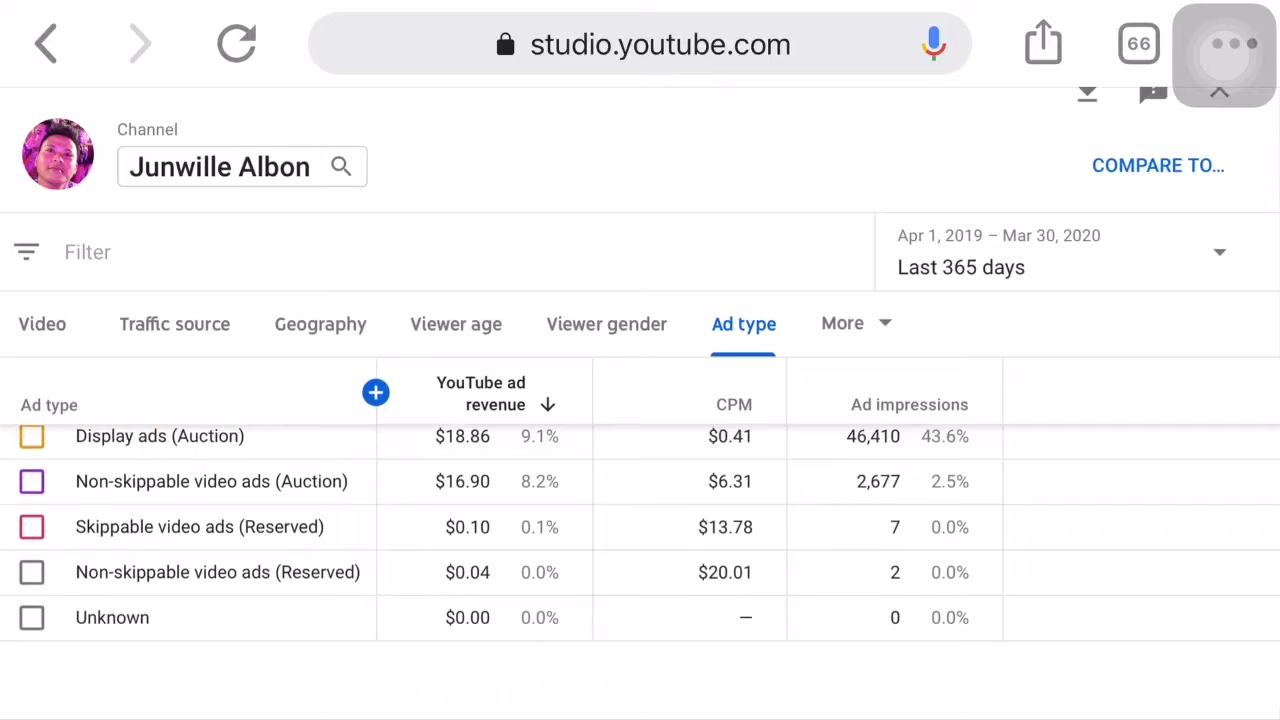 studio.youtube.com
66
Channel
Junwille Albon
COMPARE TO...
Filter
Apr 1, 2019 – Mar 30, 2020
Last 365 days
Video Traffic source Geography Viewer age Viewer gender Ad type More
Ad type YouTube ad revenue CPM Ad impressions
Display ads (Auction) $18.86 9.1% $0.41 46,410 43.6%
Non-skippable video ads (Auction) $16.90 8.2% $6.31 2,677 2.5%
Skippable video ads (Reserved) $0.10 0.1% $13.78 7 0.0%
Non-skippable video ads (Reserved) $0.04 0.0% $20.01 2 0.0%
Unknown $0.00 0.0% — 0 0.0%